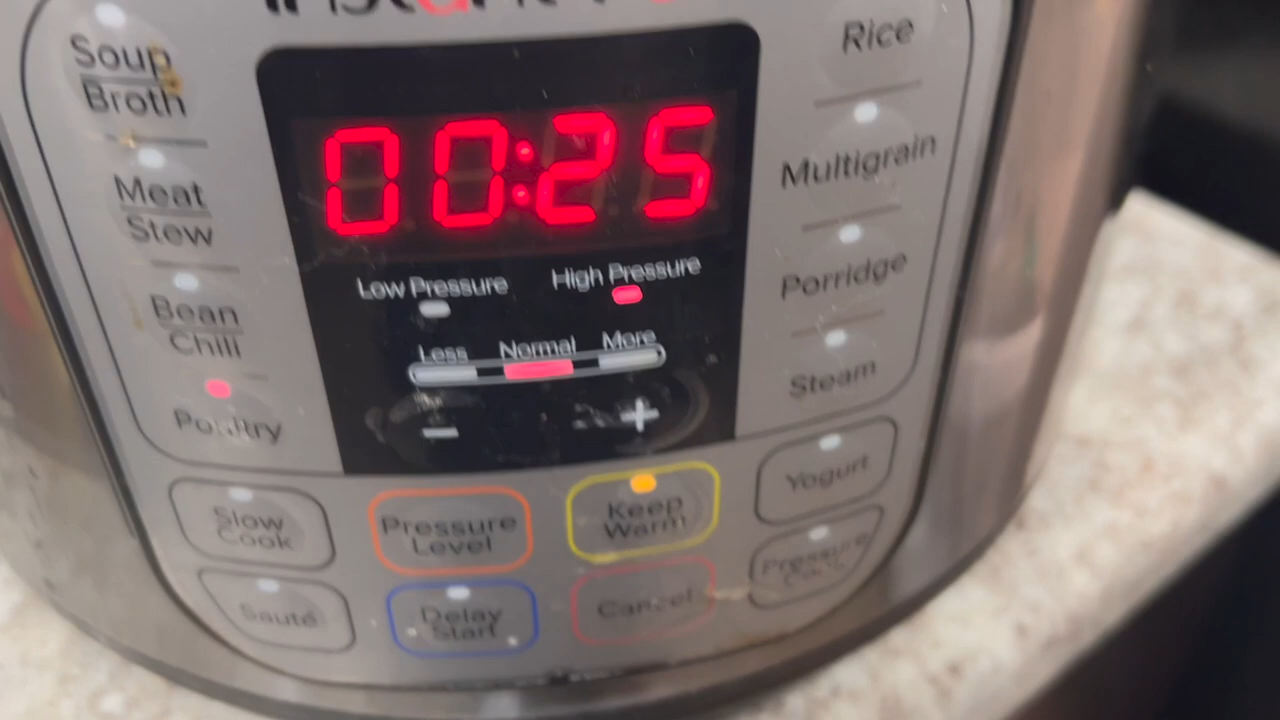 Soup
Broth
Meat
Stew
Bean
Chili
Poultry
00:25
Low Pressure High Pressure
Less Normal More
- +
Rice
Multigrain
Porridge
Steam
Slow
Cook
Pressure
Level
Keep
Warm
Yogurt
Sauté
Delay
Start
Cancel
Pressure